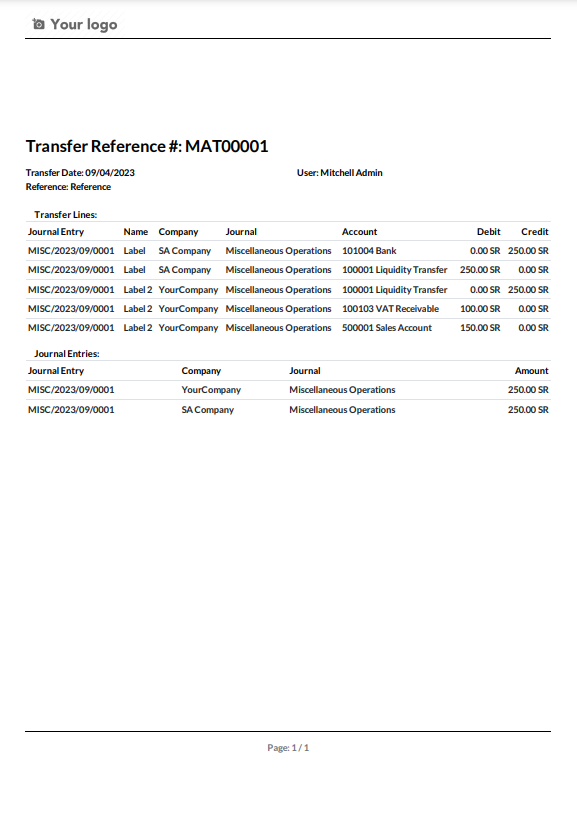 Your logo
Transfer Reference #: MAT00001
Transfer Date: 09/04/2023 User: Mitchell Admin
Reference: Reference
Transfer Lines:
Journal Entry Name Company Journal Account Debit Credit
MISC/2023/09/0001 Label SA Company Miscellaneous Operations 101004 Bank 0.00 SR 250.00 SR
MISC/2023/09/0001 Label SA Company Miscellaneous Operations 100001 Liquidity Transfer 250.00 SR 0.00 SR
MISC/2023/09/0001 Label 2 YourCompany Miscellaneous Operations 100001 Liquidity Transfer 0.00 SR 250.00 SR
MISC/2023/09/0001 Label 2 YourCompany Miscellaneous Operations 100103 VAT Receivable 100.00 SR 0.00 SR
MISC/2023/09/0001 Label 2 YourCompany Miscellaneous Operations 500001 Sales Account 150.00 SR 0.00 SR
Journal Entries:
Journal Entry Company Journal Amount
MISC/2023/09/0001 YourCompany Miscellaneous Operations 250.00 SR
MISC/2023/09/0001 SA Company Miscellaneous Operations 250.00 SR
Page: 1 / 1